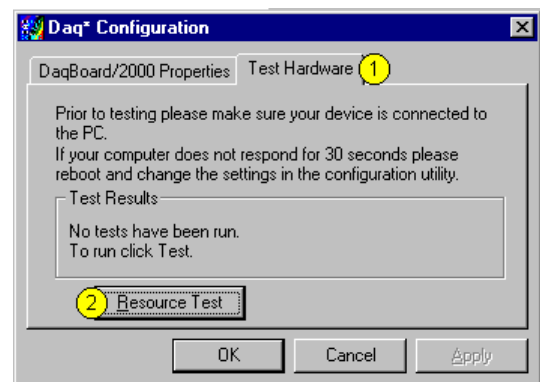 Daq* Configuration
DaqBoard/2000 Properties Test Hardware 1
Prior to testing please make sure your device is connected to
the PC.
If your computer does not respond for 30 seconds please
reboot and change the settings in the configuration utility.
Test Results
No tests have been run.
To run click Test.
2 Resource Test
OK Cancel Apply